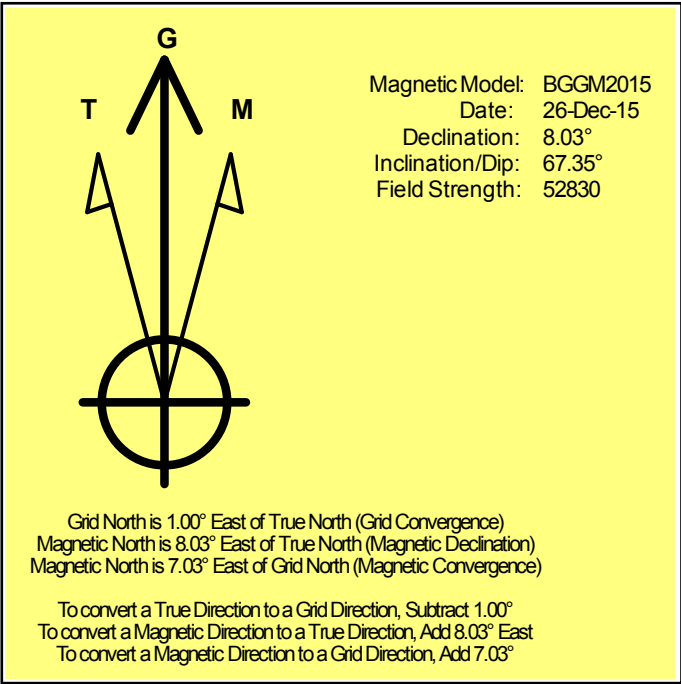 G
T
M
Magnetic Model: BGGM2015
Date: 26-Dec-15
Declination: 8.03°
Inclination/Dip: 67.35°
Field Strength: 52830
Grid North is 1.00° East of True North (Grid Convergence)
Magnetic North is 8.03° East of True North (Magnetic Declination)
Magnetic North is 7.03° East of Grid North (Magnetic Convergence)
To convert a True Direction to a Grid Direction, Subtract 1.00°
To convert a Magnetic Direction to a True Direction, Add 8.03° East
To convert a Magnetic Direction to a Grid Direction, Add 7.03°